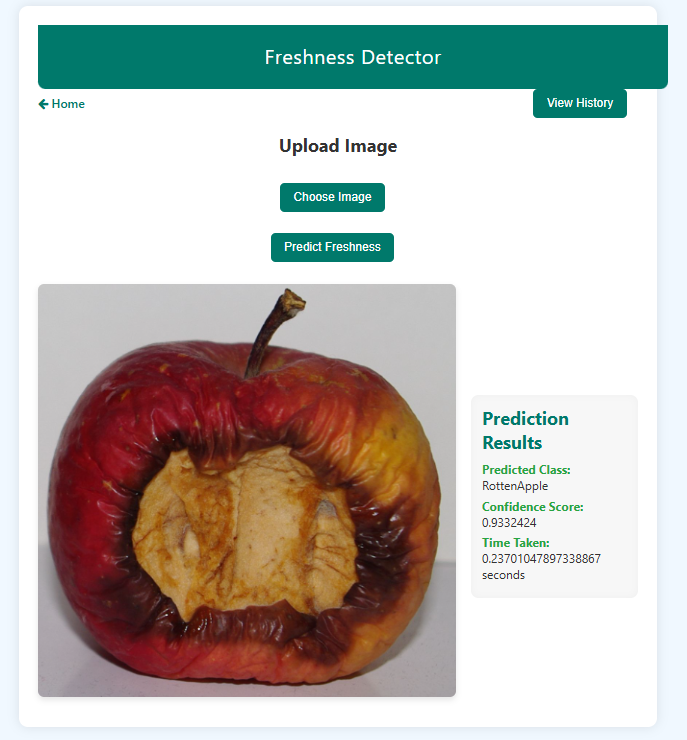 Freshness Detector
Home
View History
Upload Image
Choose Image
Predict Freshness
Prediction
Results
Predicted Class:
RottenApple
Confidence Score:
0.9332424
Time Taken:
0.23701047897338867
seconds